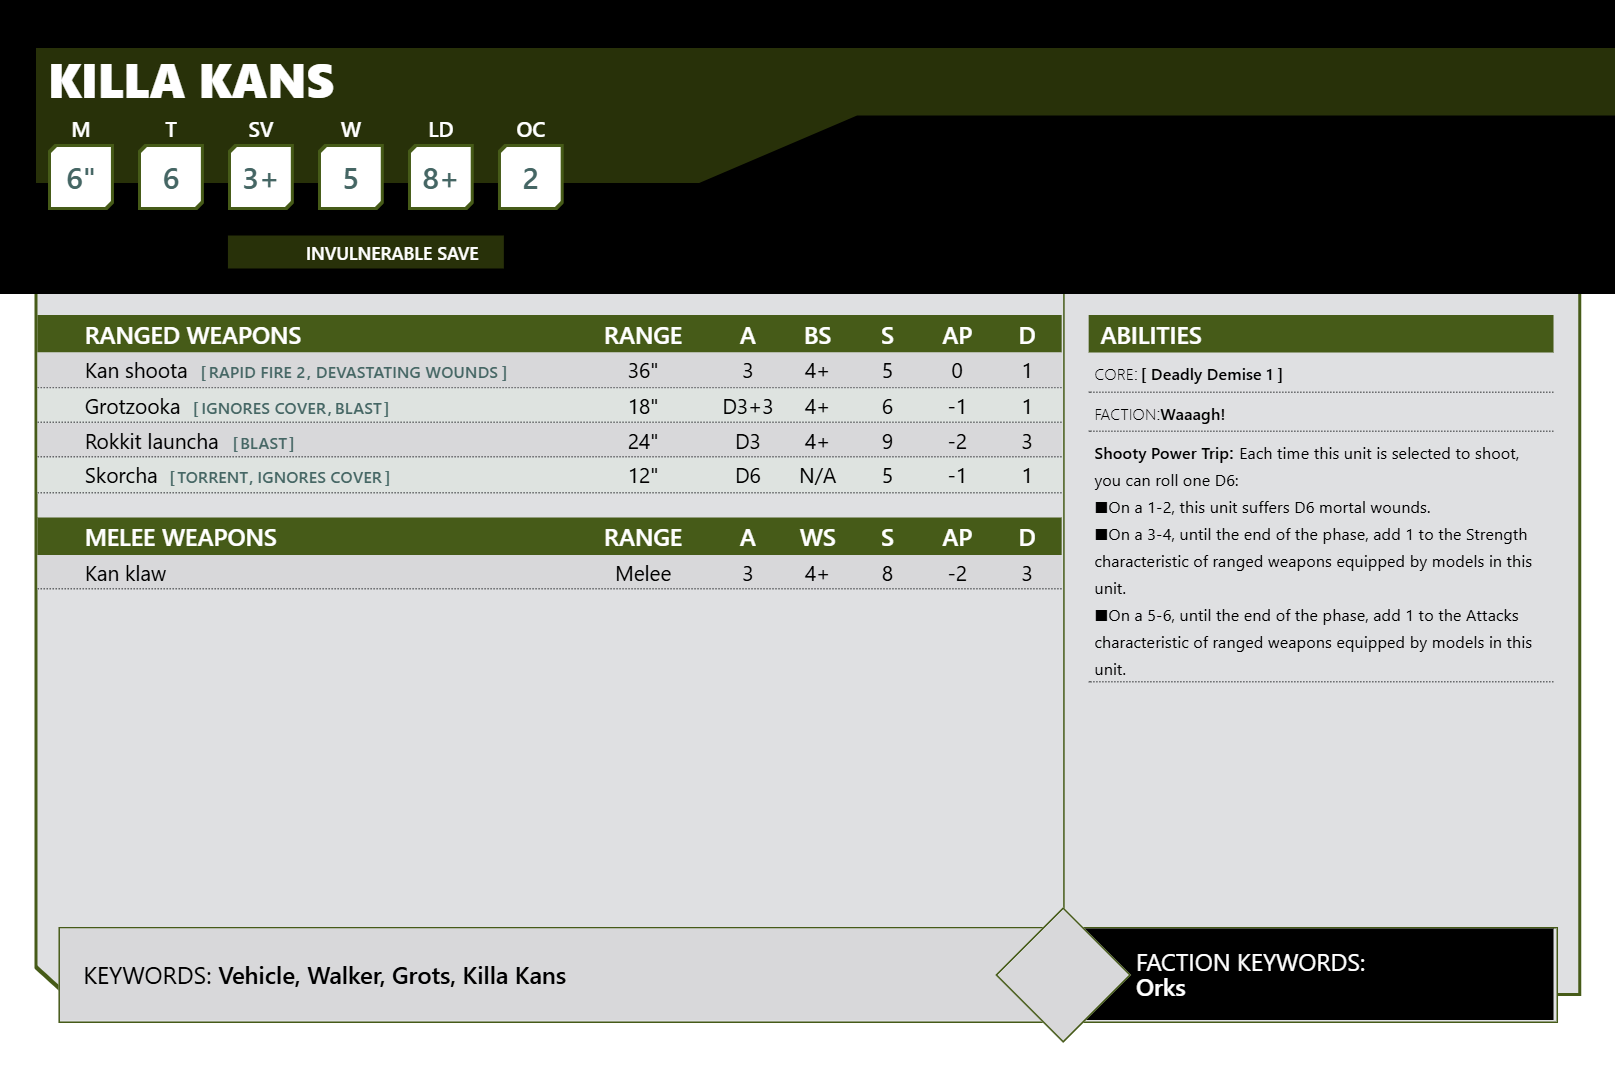 KILLA KANS
M T SV W LD OC
6" 6 3+ 5 8+ 2
INVULNERABLE SAVE
RANGED WEAPONS RANGE A BS S AP D
Kan shoota [RAPID FIRE 2, DEVASTATING WOUNDS] 36" 3 4+ 5 0 1
Grotzooka [IGNORES COVER, BLAST] 18" D3+3 4+ 6 -1 1
Rokkit launcha [BLAST] 24" D3 4+ 9 -2 3
Skorcha [TORRENT, IGNORES COVER] 12" D6 N/A 5 -1 1
MELEE WEAPONS RANGE A WS S AP D
Kan klaw Melee 3 4+ 8 -2 3
ABILITIES
CORE: [ Deadly Demise 1 ]
FACTION:Waaagh!
Shooty Power Trip: Each time this unit is selected to shoot,
you can roll one D6:
■On a 1-2, this unit suffers D6 mortal wounds.
■On a 3-4, until the end of the phase, add 1 to the Strength
characteristic of ranged weapons equipped by models in this
unit.
■On a 5-6, until the end of the phase, add 1 to the Attacks
characteristic of ranged weapons equipped by models in this
unit.
KEYWORDS: Vehicle, Walker, Grots, Killa Kans
FACTION KEYWORDS:
Orks